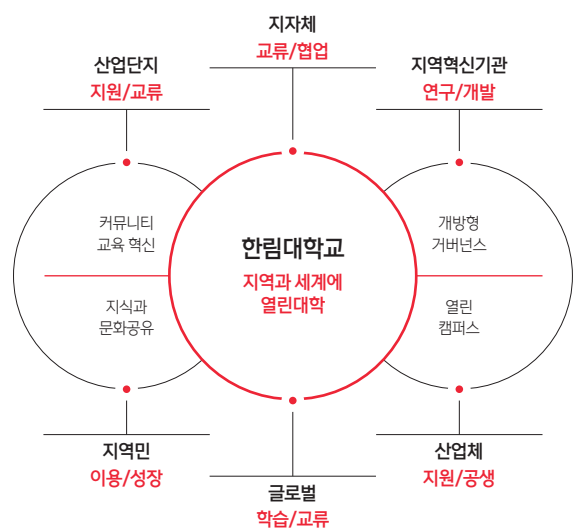 지자체
교류/협업
산업단지
지원/교류
지역혁신기관
연구/개발
커뮤니티
교육 혁신
지식과
문화공유
한림대학교
지역과 세계에
열린대학
개방형
거버넌스
열린
캠퍼스
지역민
이용/성장
글로벌
학습/교류
산업체
지원/공생